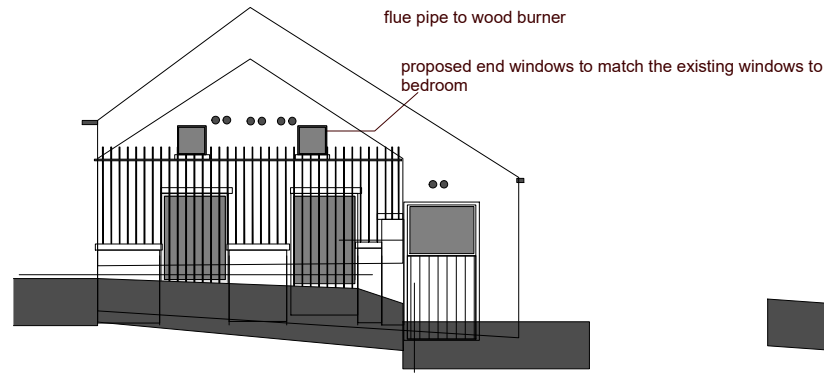 flue pipe to wood burner
proposed end windows to match the existing windows to
bedroom